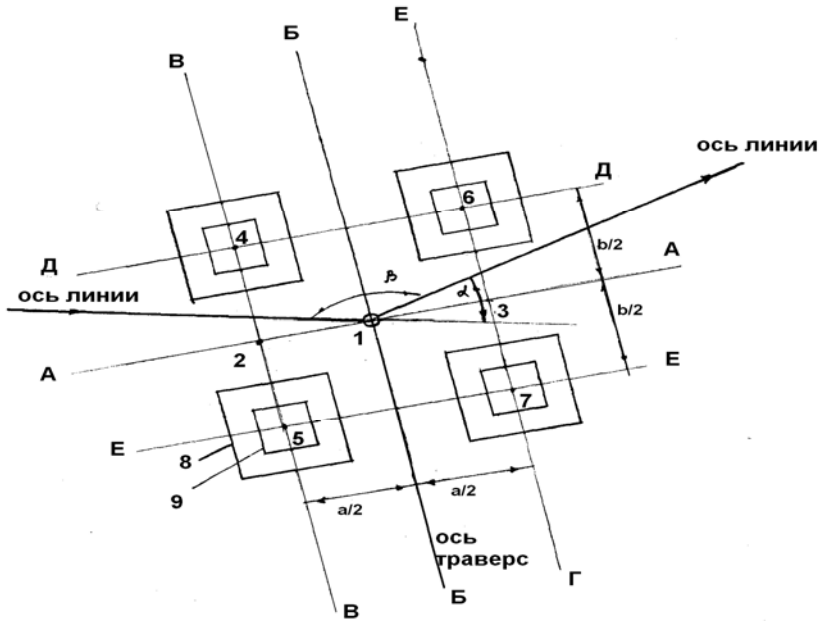 Е
Б
В
ось линии
Д
6
b/2
А
4
Д
β
α
ось линии
3
b/2
1
2
А
Е
7
5
Е
8
9
a/2
a/2
ось
траверс
Г
Б
В